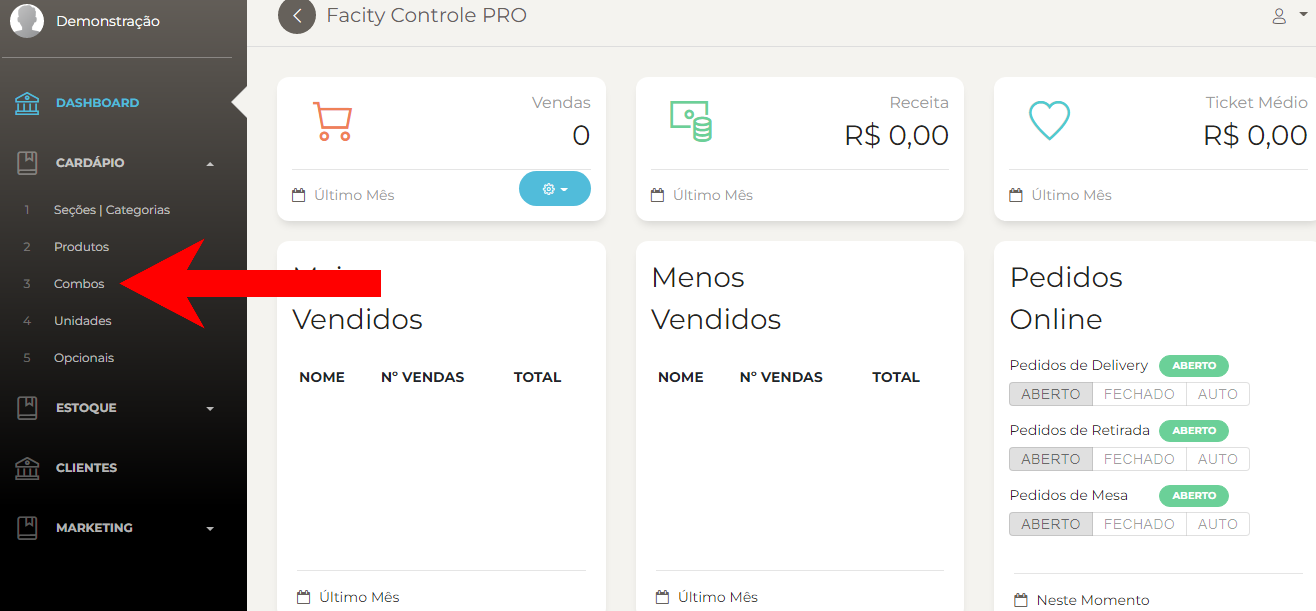 Demonstração
DASHBOARD
CARDÁPIO
1 Seções | Categorias
2 Produtos
3 Combos
4 Unidades
5 Opcionais
ESTOQUE
CLIENTES
MARKETING
Facity Controle PRO
Vendas
0
Último Mês
Receita
R$ 0,00
Último Mês
Ticket Médio
R$ 0,00
Último Mês
Vendidos
NOME Nº VENDAS TOTAL
Último Mês
Menos
Vendidos
NOME Nº VENDAS TOTAL
Último Mês
Pedidos
Online
Pedidos de Delivery ABERTO
ABERTO FECHADO AUTO
Pedidos de Retirada ABERTO
ABERTO FECHADO AUTO
Pedidos de Mesa ABERTO
ABERTO FECHADO AUTO
Neste Momento